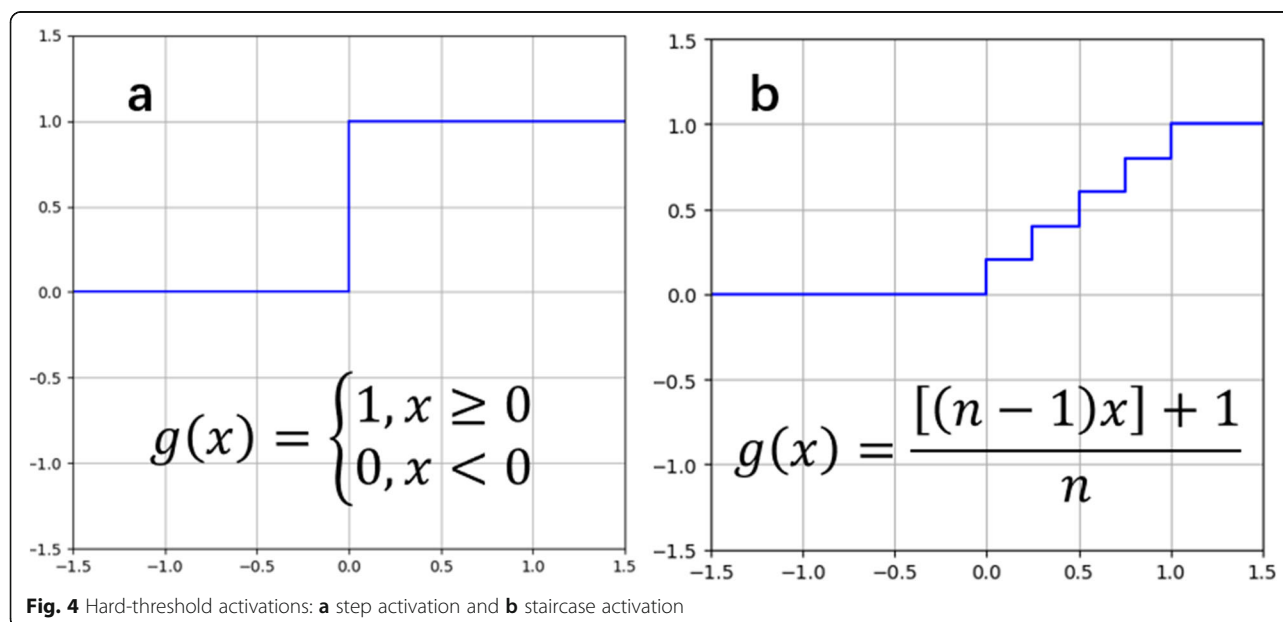 a
1.5
1.0
0.5
0.0
−0.5
−1.0
−1.5
−1.5 −1.0 −0.5 0.0 0.5 1.0 1.5
g(x) = {1, x ≥ 0
0, x < 0
b
1.5
1.0
0.5
0.0
−0.5
−1.0
−1.5
−1.5 −1.0 −0.5 0.0 0.5 1.0 1.5
g(x) = [(n − 1)x] + 1
n
Fig. 4 Hard-threshold activations: a step activation and b staircase activation